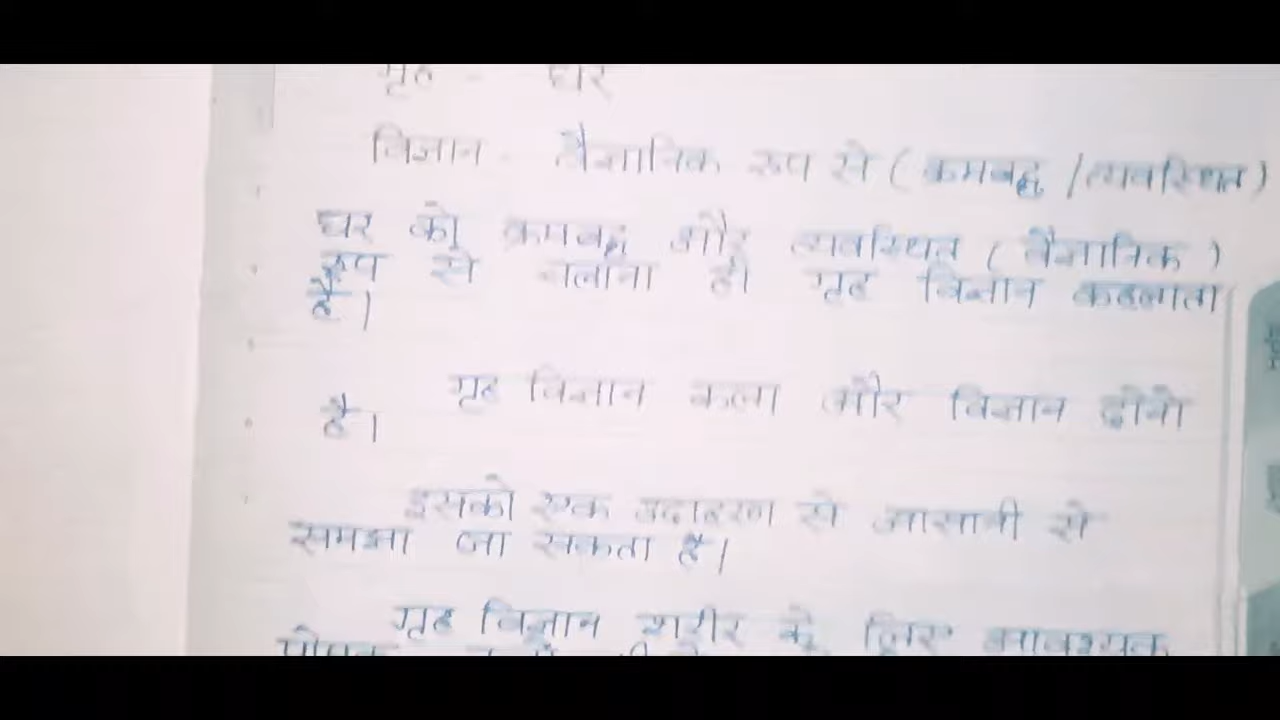 गृह - घर
विज्ञान - वैज्ञानिक रूप से ( क्रमबद्ध / व्यवस्थित )
घर को क्रमबद्ध और व्यवस्थित ( वैज्ञानिक )
रूप से चलाना ही गृह विज्ञान कहलाता
है।
गृह विज्ञान कला और विज्ञान दोनो
है।
इसको एक उदाहरण से आसानी से
समझा जा सकता है।
गृह विज्ञान शरीर के लिए आवश्यक
पोषक